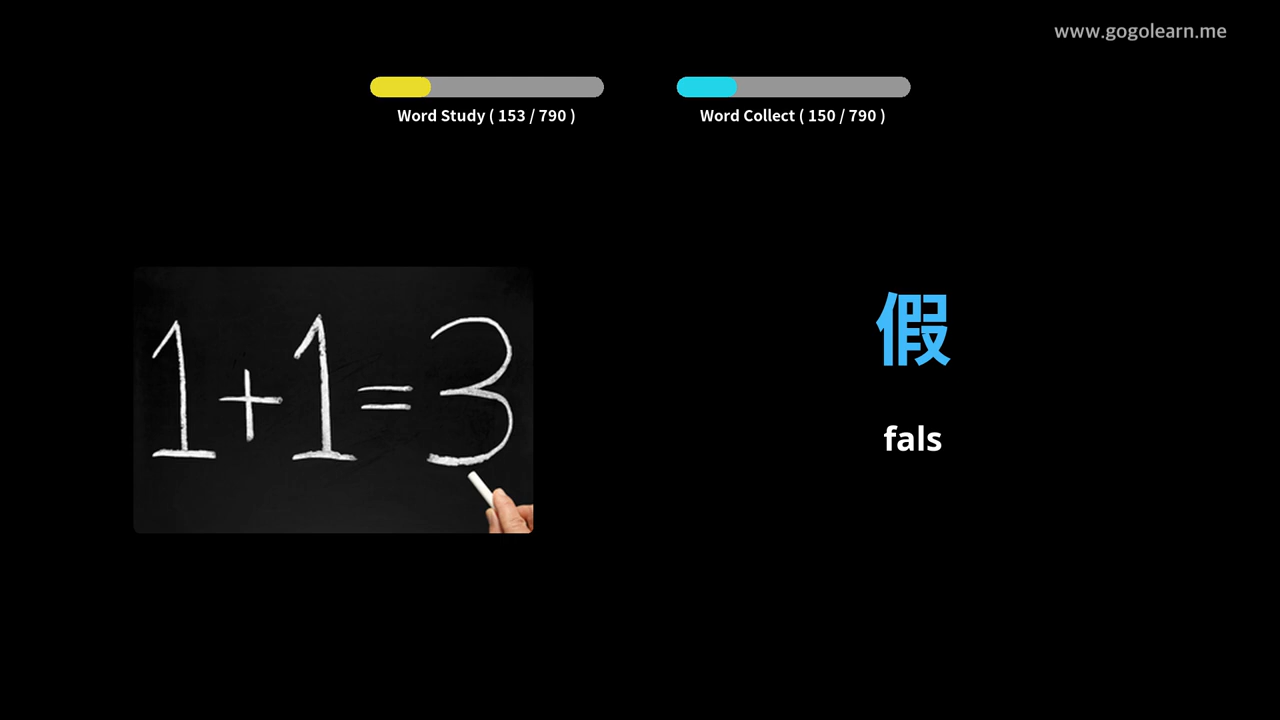 www.gogolearn.me
Word Study ( 153 / 790 )
Word Collect ( 150 / 790 )
1+1=3
假
fals